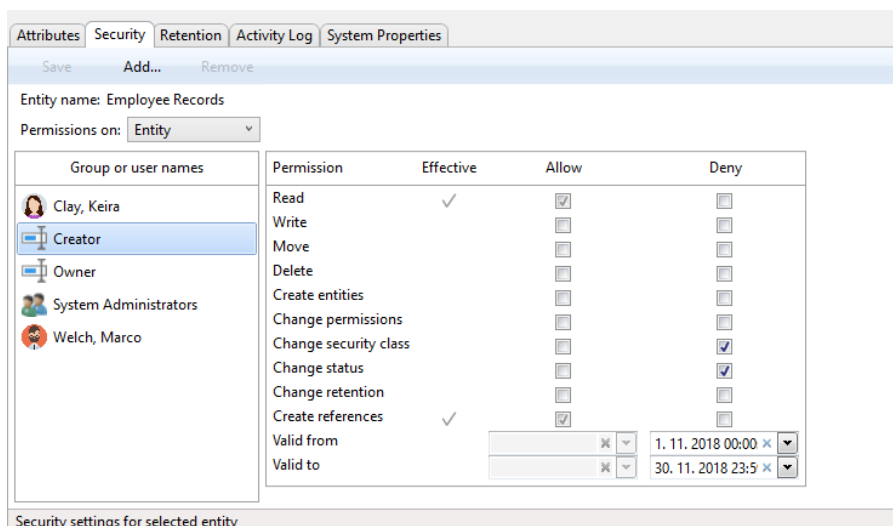 Attributes Security Retention Activity Log System Properties
Save Add... Remove
Entity name: Employee Records
Permissions on: Entity
Group or user names
Clay, Keira
Creator
Owner
System Administrators
Welch, Marco
Permission Effective Allow Deny
Read
Write
Move
Delete
Create entities
Change permissions
Change security class
Change status
Change retention
Create references
Valid from 1. 11. 2018 00:00
Valid to 30. 11. 2018 23:5
Security settings for selected entity